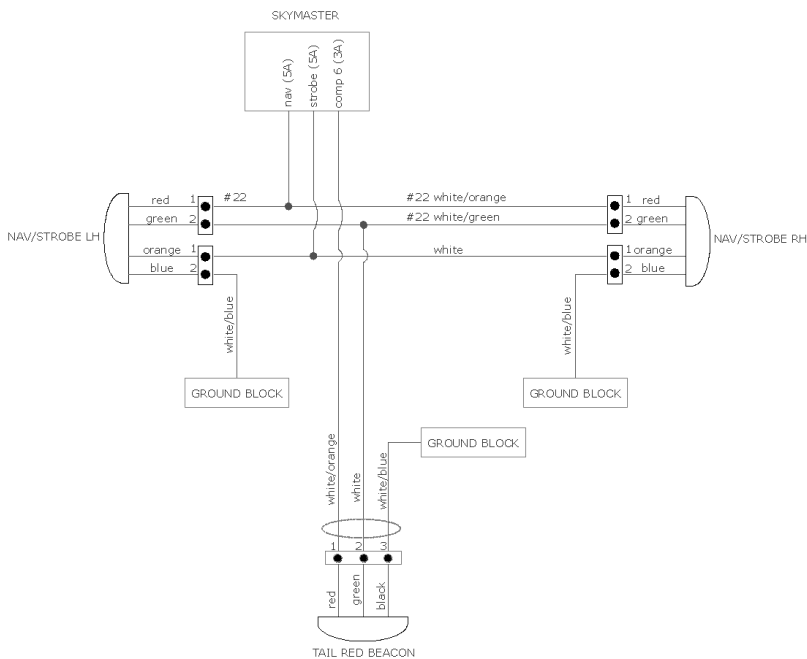 SKYMASTER
nav (5A)
strobe (5A)
comp 6 (3A)
red 1 #22 #22 white/orange 1 red
green 2 #22 white/green 2 green
NAV/STROBE LH NAV/STROBE RH
orange 1 white 1 orange
blue 2 2 blue
white/blue white/blue
GROUND BLOCK GROUND BLOCK
GROUND BLOCK
white/orange
white
white/blue
1 2 3
red
green
black
TAIL RED BEACON